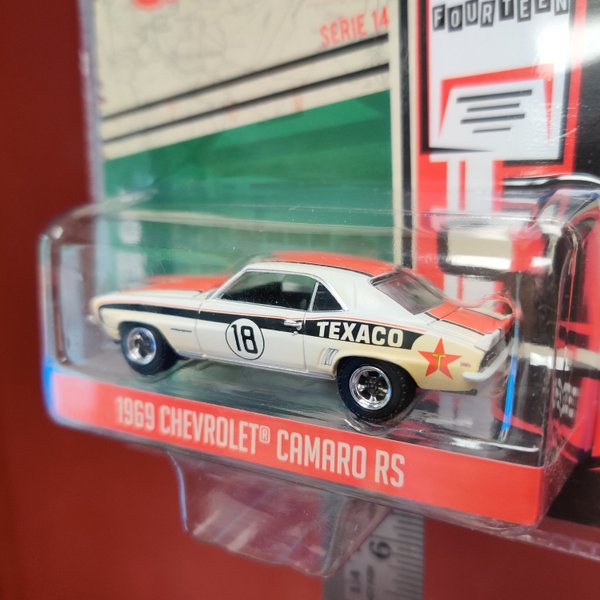 SERIE 14
FOURTEEN
18
TEXACO
T
1969 CHEVROLET® CAMARO RS
6